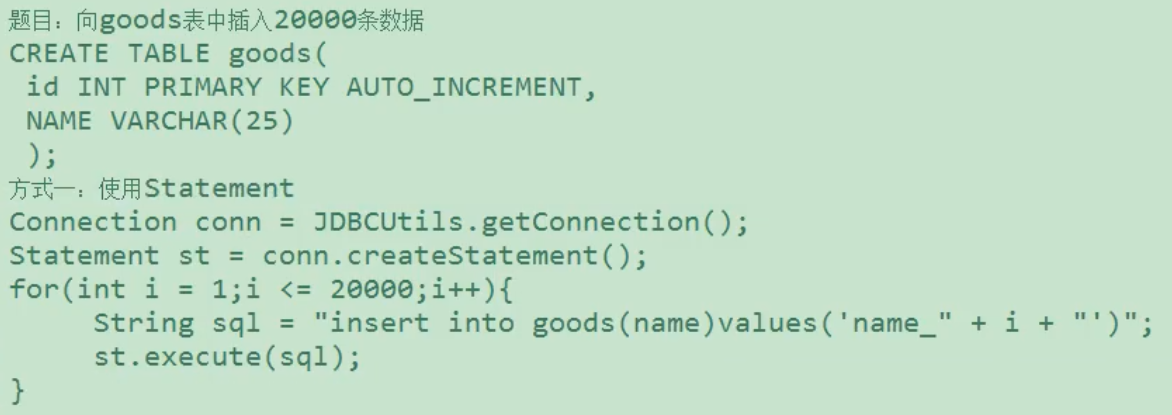 题目：向goods表中插入20000条数据
CREATE TABLE goods(
 id INT PRIMARY KEY AUTO_INCREMENT,
 NAME VARCHAR(25)
 );
方式一：使用Statement
Connection conn = JDBCUtils.getConnection();
Statement st = conn.createStatement();
for(int i = 1;i <= 20000;i++){
     String sql = "insert into goods(name)values('name_" + i + "')";
     st.execute(sql);
}